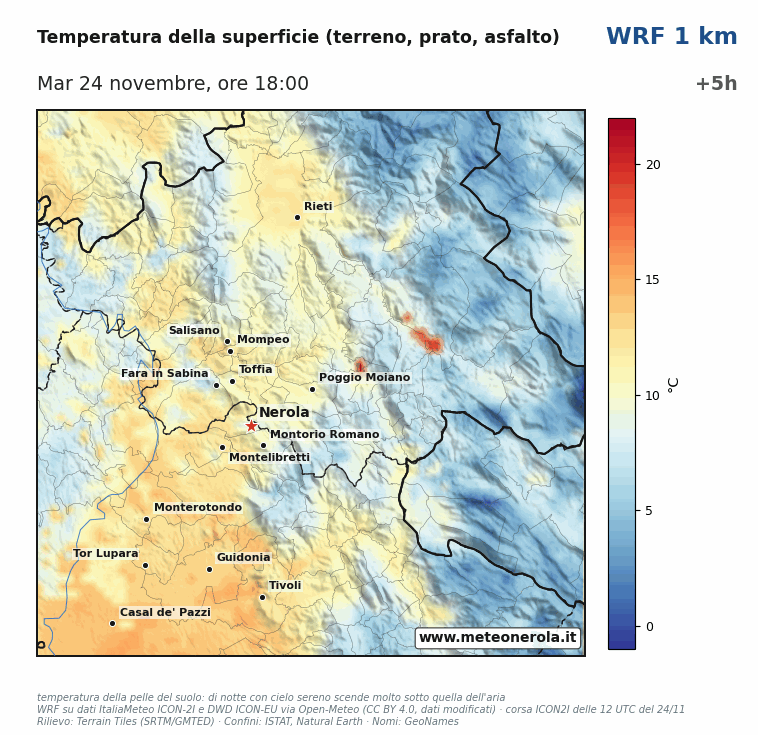 Temperatura della superficie (terreno, prato, asfalto)
WRF 1 km
Mar 24 novembre, ore 18:00
+5h
Rieti
Salisano
Mompeo
Fara in Sabina
Toffia
Poggio Moiano
Nerola
Montorio Romano
Montelibretti
Monterotondo
Tor Lupara
Guidonia
Tivoli
Casal de' Pazzi
www.meteonerola.it
20
15
10
5
0
°C
temperatura della pelle del suolo: di notte con cielo sereno scende molto sotto quella dell'aria
WRF su dati ItaliaMeteo ICON-2I e DWD ICON-EU via Open-Meteo (CC BY 4.0, dati modificati) · corsa ICON2I delle 12 UTC del 24/11
Rilievo: Terrain Tiles (SRTM/GMTED) · Confini: ISTAT, Natural Earth · Nomi: GeoNames